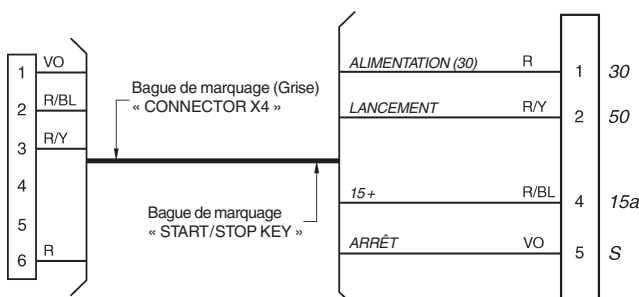 1 VO
2 R/BL
3 R/Y
4
5
6 R
Bague de marquage (Grise)
« CONNECTOR X4 »
Bague de marquage
« START/STOP KEY »
ALIMENTATION (30) R 1 30
LANCEMENT R/Y 2 50
15+ R/BL 4 15a
ARRÊT VO 5 S